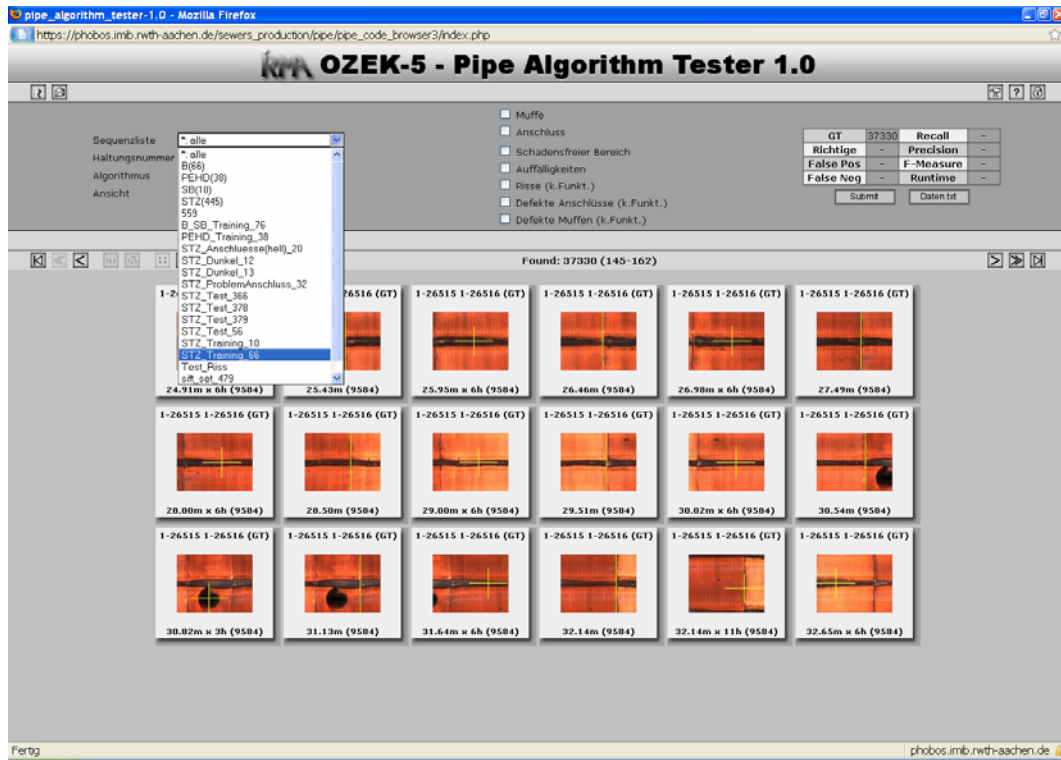 pipe_algorithm_tester-1.0 - Mozilla Firefox
https://phobos.imb.rwth-aachen.de/sewers_production/pipe/pipe_code_browser3/index.php
OZEK-5 - Pipe Algorithm Tester 1.0
Sequenzliste
Haltungsnummer
Algorithmus
Ansicht
*: alle
*: alle
B(66)
PEHD(38)
SB(10)
STZ(445)
559
B_SB_Training_76
PEHD_Training_38
STZ_Anschluesse(hell)_20
STZ_Dunkel_12
STZ_Dunkel_13
STZ_ProblemAnschluss_32
STZ_Test_366
STZ_Test_378
STZ_Test_379
STZ_Test_56
STZ_Training_10
STZ_Training_66
Test_Riss
sift_set_479
Muffe
Anschluss
Schadensfreier Bereich
Auffälligkeiten
Risse (k.Funkt.)
Defekte Anschlüsse (k.Funkt.)
Defekte Muffen (k.Funkt.)
GT 37330 Recall -
Richtige - Precision -
False Pos - F-Measure -
False Neg - Runtime -
Submit Daten.txt
Found: 37330 (145-162)
1-2 26516 (GT) 1-26515 1-26516 (GT) 1-26515 1-26516 (GT) 1-26515 1-26516 (GT) 1-26515 1-26516 (GT)
24.91m x 6h (9584) 25.43m (9584) 25.95m x 6h (9584) 26.46m (9584) 26.98m x 6h (9584) 27.49m (9584)
1-26515 1-26516 (GT) 1-26515 1-26516 (GT) 1-26515 1-26516 (GT) 1-26515 1-26516 (GT) 1-26515 1-26516 (GT) 1-26515 1-26516 (GT)
28.00m x 6h (9584) 28.50m (9584) 29.00m x 6h (9584) 29.51m (9584) 30.02m x 6h (9584) 30.54m (9584)
1-26515 1-26516 (GT) 1-26515 1-26516 (GT) 1-26515 1-26516 (GT) 1-26515 1-26516 (GT) 1-26515 1-26516 (GT) 1-26515 1-26516 (GT)
30.82m x 3h (9584) 31.13m (9584) 31.64m x 6h (9584) 32.14m (9584) 32.14m x 11h (9584) 32.65m x 6h (9584)
Fertig
phobos.imb.rwth-aachen.de